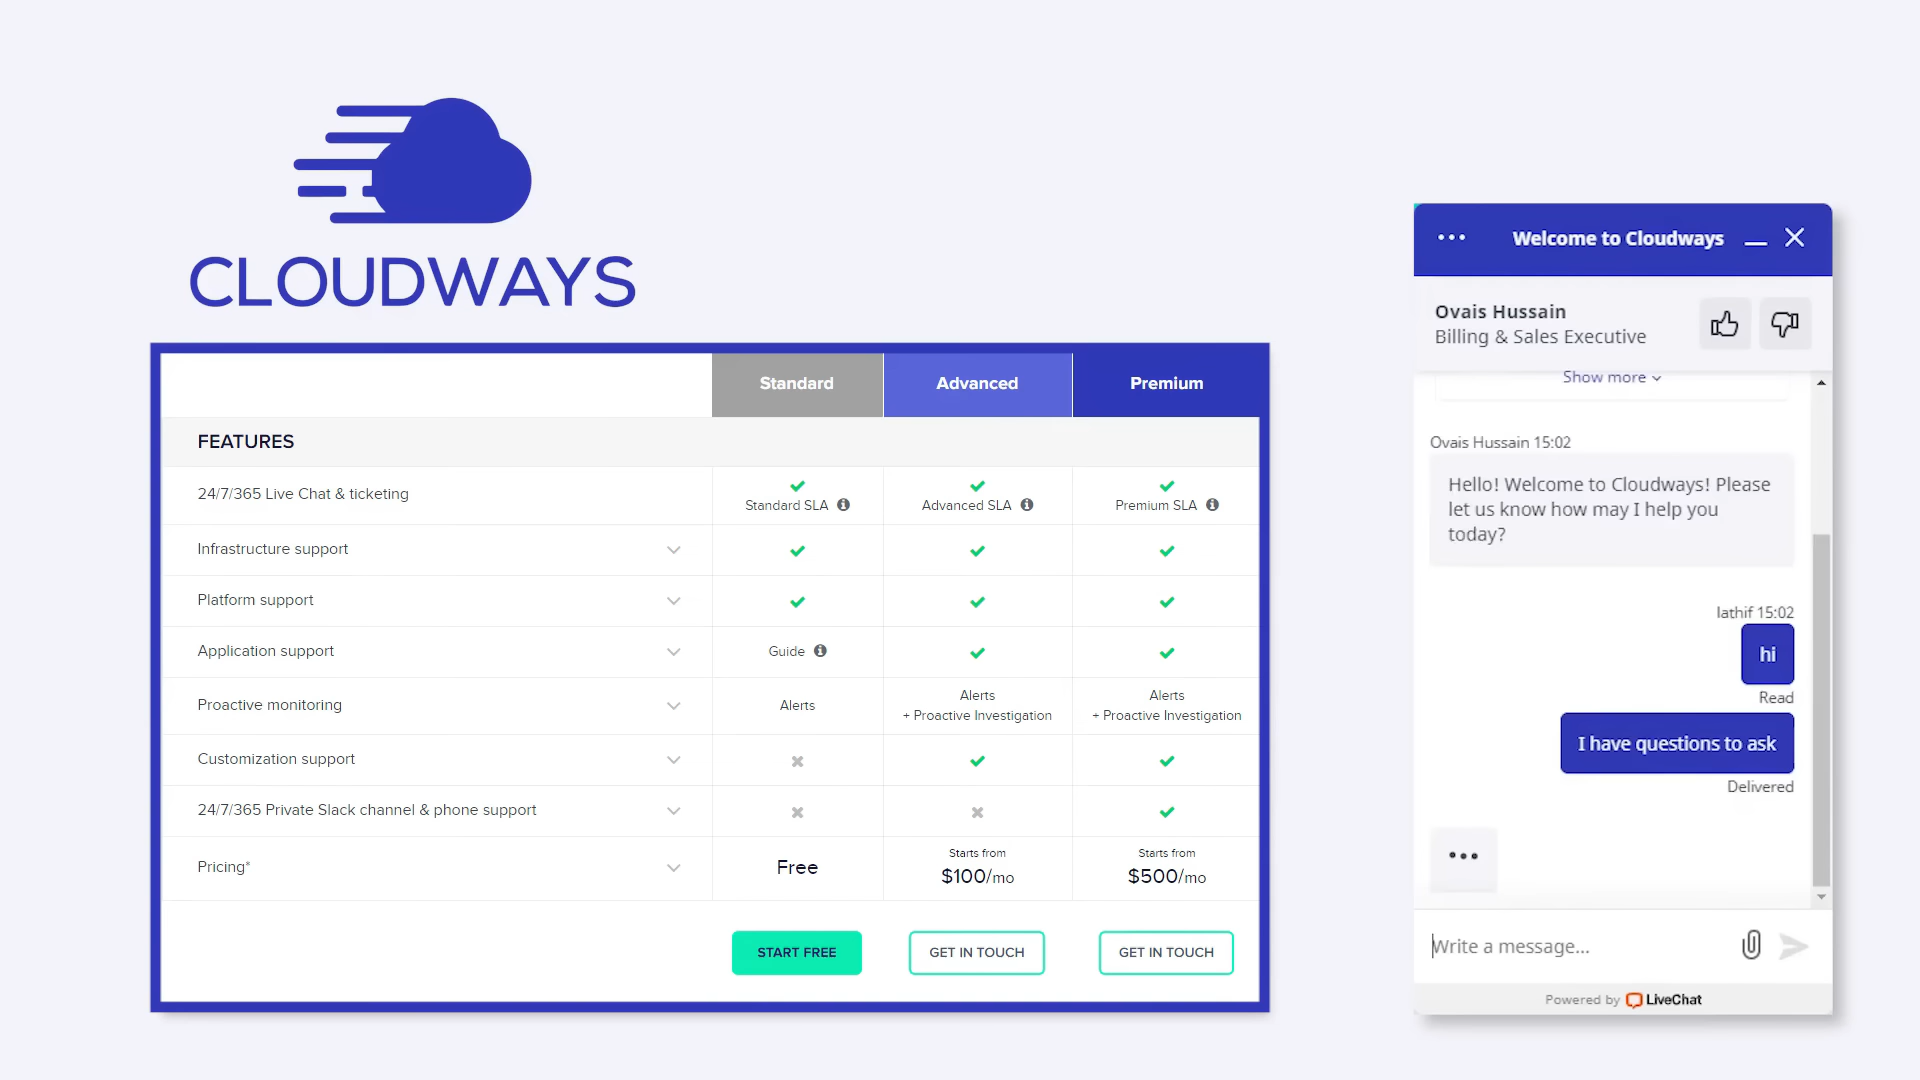 CLOUDWAYS
Standard
Advanced
Premium
FEATURES
24/7/365 Live Chat & ticketing
Standard SLA
Advanced SLA
Premium SLA
Infrastructure support
Platform support
Application support
Guide
Proactive monitoring
Alerts
Alerts
+ Proactive Investigation
Alerts
+ Proactive Investigation
Customization support
24/7/365 Private Slack channel & phone support
Pricing*
Free
Starts from
$100/mo
Starts from
$500/mo
START FREE
GET IN TOUCH
GET IN TOUCH
Welcome to Cloudways
Ovais Hussain
Billing & Sales Executive
Show more
Ovais Hussain 15:02
Hello! Welcome to Cloudways! Please
let us know how may I help you
today?
lathif 15:02
hi
Read
I have questions to ask
Delivered
Write a message...
Powered by LiveChat